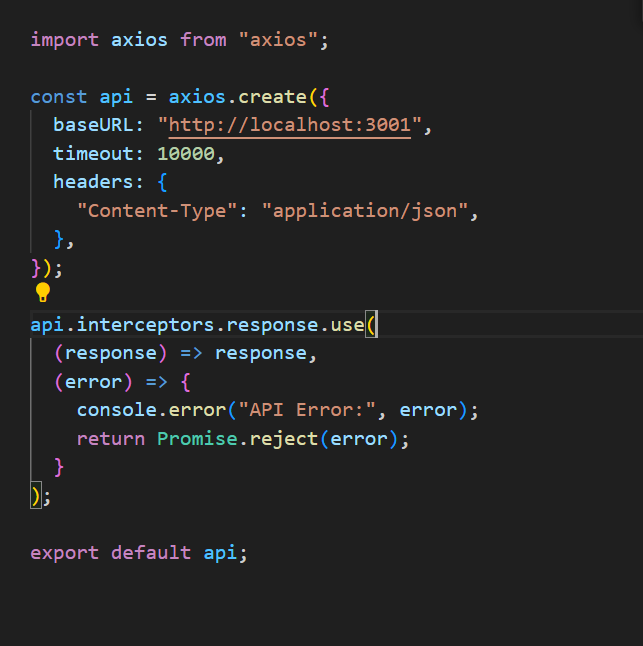 import axios from "axios";
const api = axios.create({
baseURL: "http://localhost:3001",
timeout: 10000,
headers: {
"Content-Type": "application/json",
},
});
api.interceptors.response.use(
(response) => response,
(error) => {
console.error("API Error:", error);
return Promise.reject(error);
}
);
export default api;